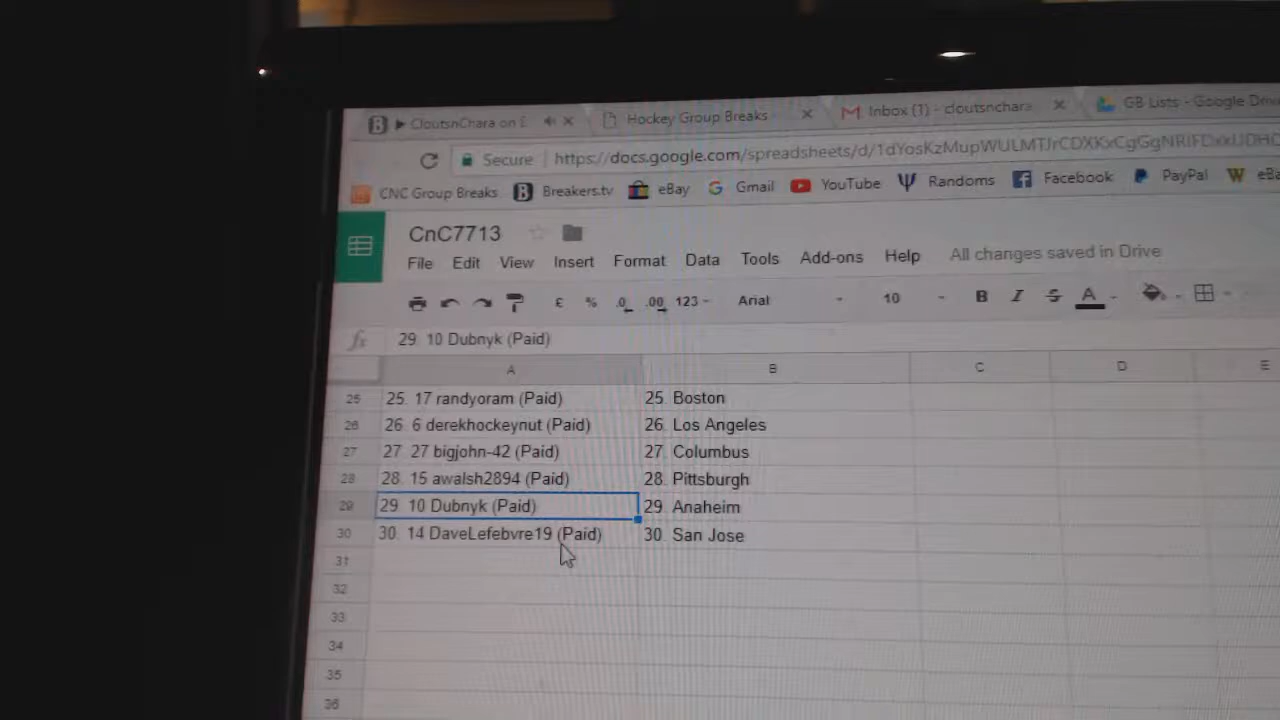 CloutsnChara on Hockey Group Breaks Inbox (1) - cloutsnchara GB Lists - Google Drive
Secure https://docs.google.com/spreadsheets/d/
CNC Group Breaks Breakers.tv eBay Gmail YouTube Randoms Facebook PayPal
CnC7713
File Edit View Insert Format Data Tools Add-ons Help All changes saved in Drive
£ % .0 .00 123 Arial 10 B I S A
fx 29. 10 Dubnyk (Paid)
A B C D E
25 25. 17 randyoram (Paid) 25. Boston
26 26. 6 derekhockeynut (Paid) 26. Los Angeles
27 27. 27 bigjohn-42 (Paid) 27. Columbus
28 28. 15 awalsh2894 (Paid) 28. Pittsburgh
29 29. 10 Dubnyk (Paid) 29. Anaheim
30 30. 14 DaveLefebvre19 (Paid) 30. San Jose
31
32
33
34
35
36